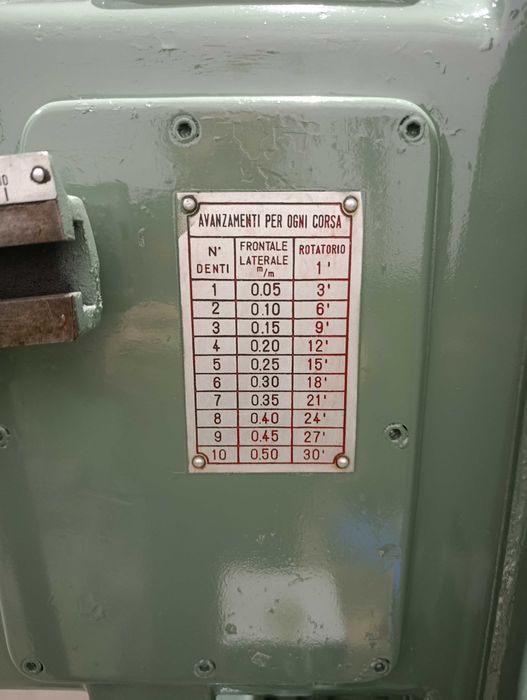 AVANZAMENTI PER OGNI CORSA
N° DENTI FRONTALE LATERALE m/m ROTATORIO 1'
1 0.05 3'
2 0.10 6'
3 0.15 9'
4 0.20 12'
5 0.25 15'
6 0.30 18'
7 0.35 21'
8 0.40 24'
9 0.45 27'
10 0.50 30'